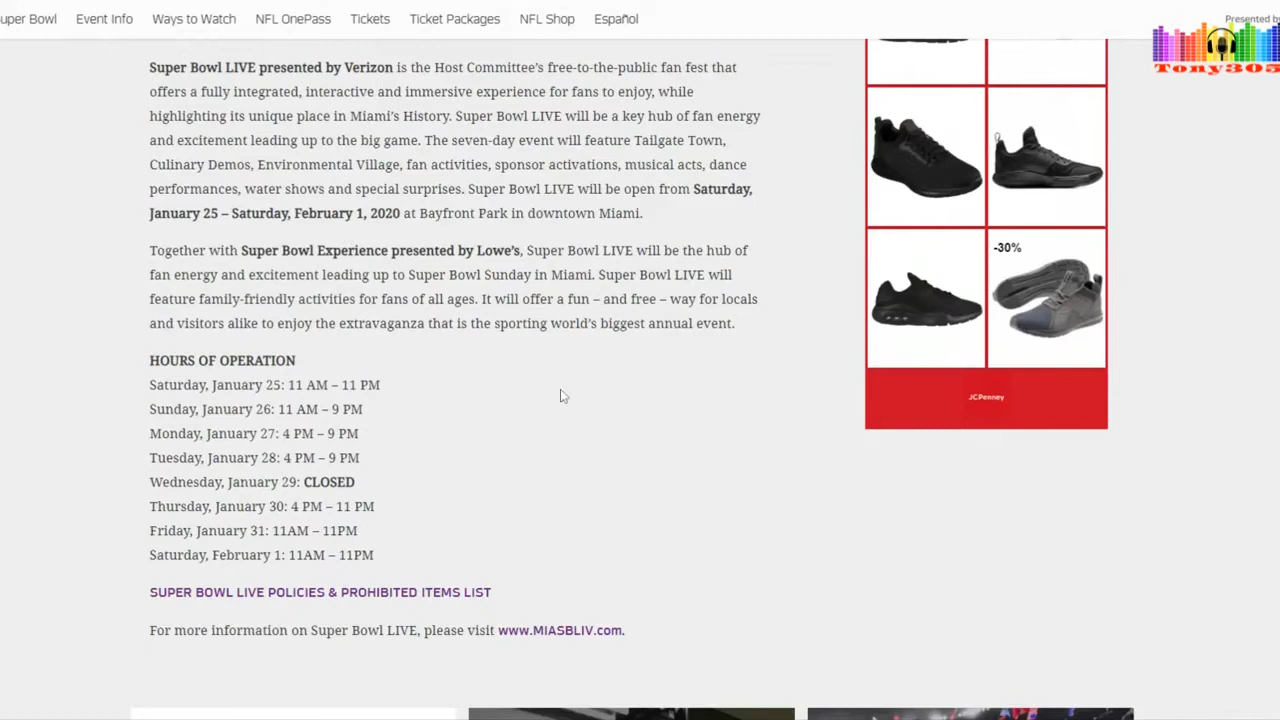 uper Bowl Event Info Ways to Watch NFL OnePass Tickets Ticket Packages NFL Shop Español
Presented by
Tony305
Super Bowl LIVE presented by Verizon is the Host Committee's free-to-the-public fan fest that
offers a fully integrated, interactive and immersive experience for fans to enjoy, while
highlighting its unique place in Miami's History. Super Bowl LIVE will be a key hub of fan energy
and excitement leading up to the big game. The seven-day event will feature Tailgate Town,
Culinary Demos, Environmental Village, fan activities, sponsor activations, musical acts, dance
performances, water shows and special surprises. Super Bowl LIVE will be open from Saturday,
January 25 – Saturday, February 1, 2020 at Bayfront Park in downtown Miami.
Together with Super Bowl Experience presented by Lowe's, Super Bowl LIVE will be the hub of
fan energy and excitement leading up to Super Bowl Sunday in Miami. Super Bowl LIVE will
feature family-friendly activities for fans of all ages. It will offer a fun – and free – way for locals
and visitors alike to enjoy the extravaganza that is the sporting world's biggest annual event.
HOURS OF OPERATION
Saturday, January 25: 11 AM – 11 PM
Sunday, January 26: 11 AM – 9 PM
Monday, January 27: 4 PM – 9 PM
Tuesday, January 28: 4 PM – 9 PM
Wednesday, January 29: CLOSED
Thursday, January 30: 4 PM – 11 PM
Friday, January 31: 11AM – 11PM
Saturday, February 1: 11AM – 11PM
SUPER BOWL LIVE POLICIES & PROHIBITED ITEMS LIST
For more information on Super Bowl LIVE, please visit www.MIASBLIV.com.
-30%
JCPenney